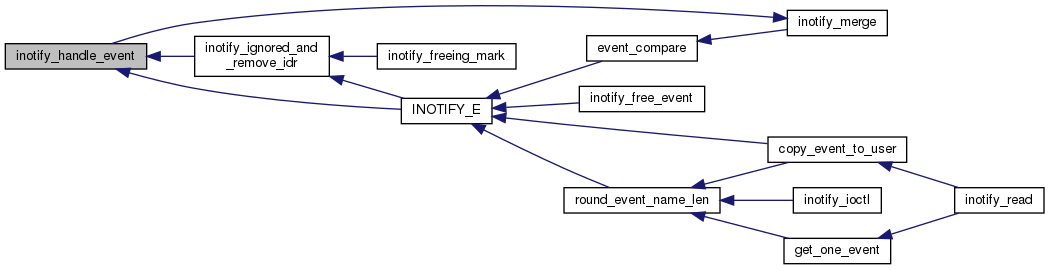 inotify_handle_event
inotify_ignored_and
_remove_idr
inotify_freeing_mark
INOTIFY_E
event_compare
inotify_merge
inotify_free_event
copy_event_to_user
round_event_name_len
inotify_ioctl
get_one_event
inotify_read